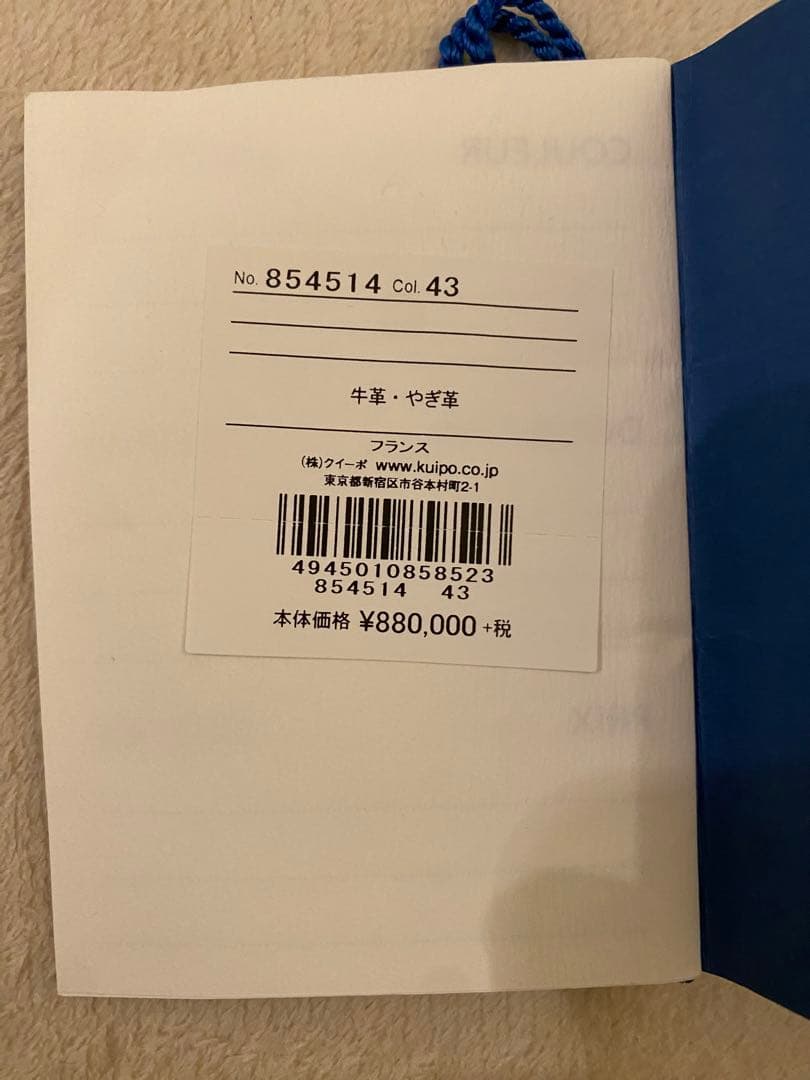 COULEUR
No. 854514 Col. 43
牛革・やぎ革
フランス
(株)クイーポ www.kuipo.co.jp
東京都新宿区市谷本村町2-1
4945010858523
854514 43
本体価格 ¥880,000 +税
PRIX